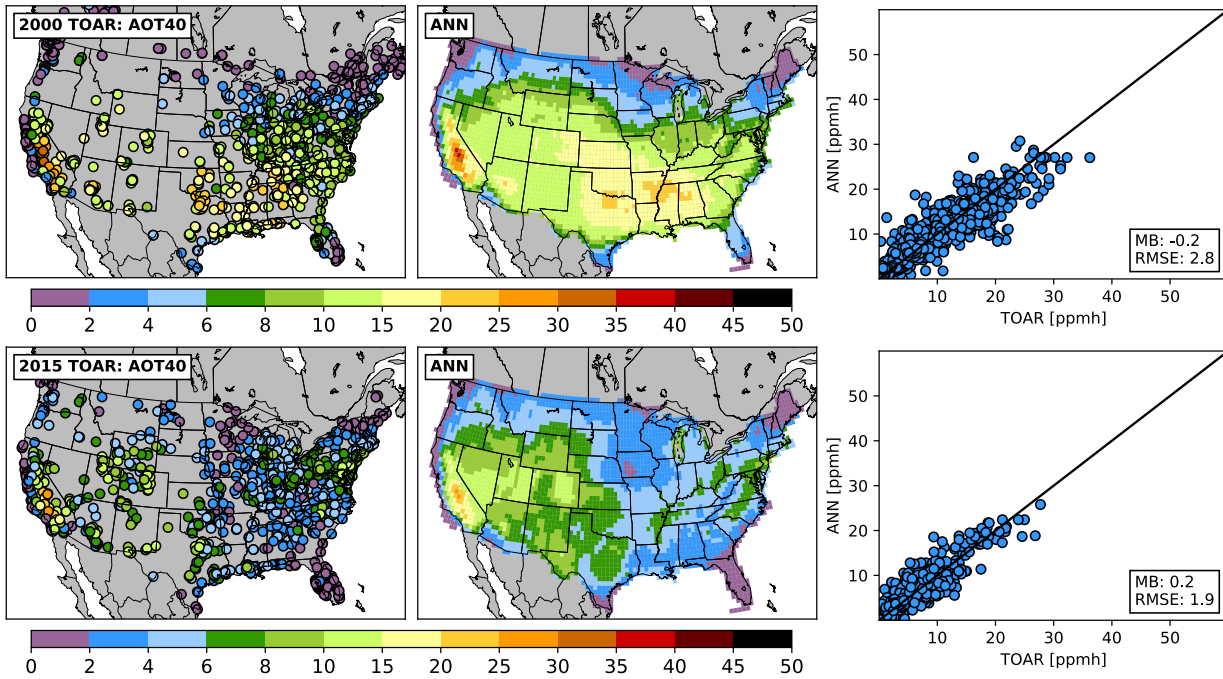 2000 TOAR: AOT40
ANN
0 2 4 6 8 10 15 20 25 30 35 40 45 50
ANN [ppmh]
50
40
30
20
10
MB: -0.2
RMSE: 2.8
10 20 30 40 50
TOAR [ppmh]
2015 TOAR: AOT40
ANN
0 2 4 6 8 10 15 20 25 30 35 40 45 50
ANN [ppmh]
50
40
30
20
10
MB: 0.2
RMSE: 1.9
10 20 30 40 50
TOAR [ppmh]